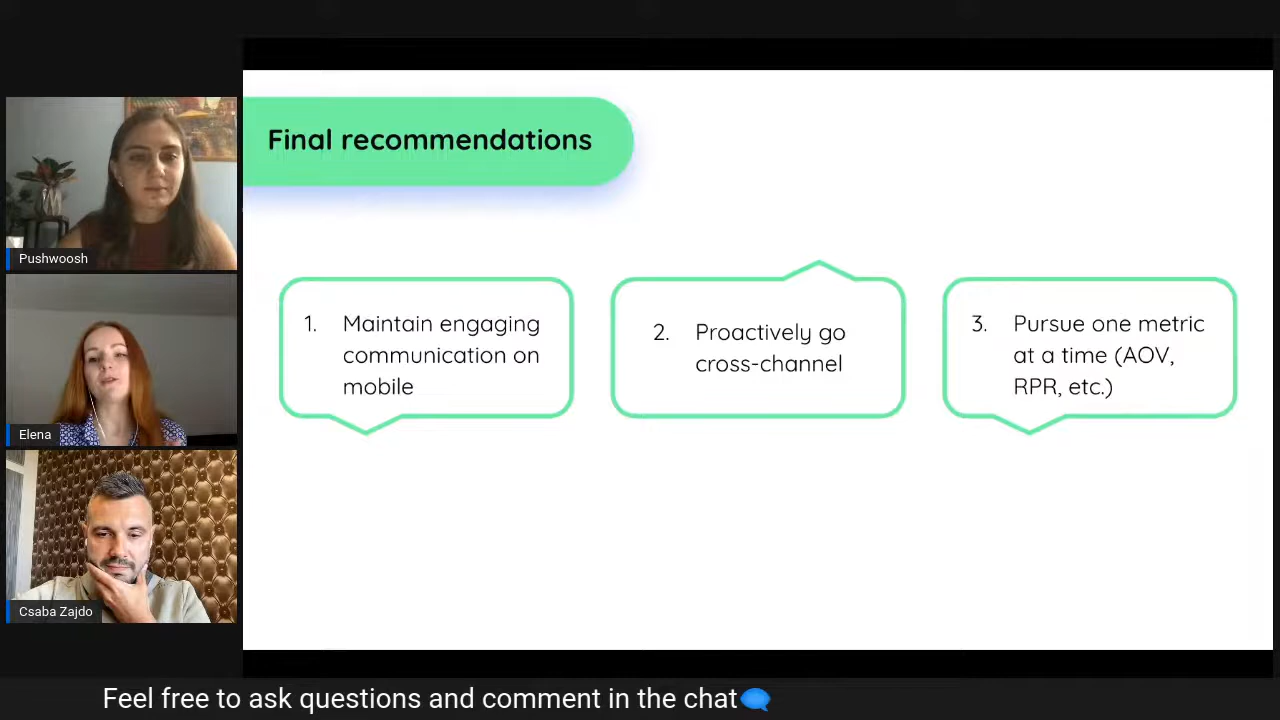 Final recommendations
Pushwoosh
Elena
Csaba Zajdo
1. Maintain engaging
communication on
mobile
2. Proactively go
cross-channel
3. Pursue one metric
at a time (AOV,
RPR, etc.)
Feel free to ask questions and comment in the chat